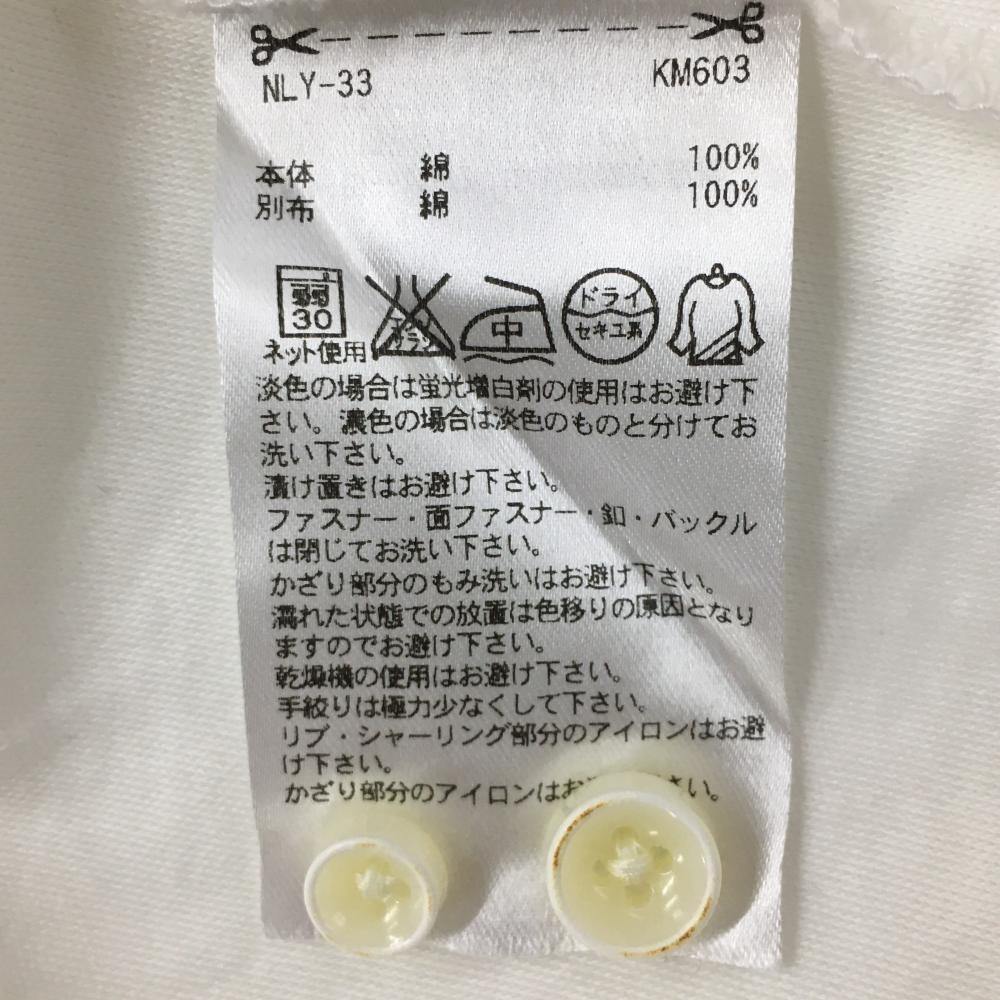 NLY-33 KM603
本体 綿 100%
別布 綿 100%
弱 30
エンソ サラシ
中
ドライ
セキユ系
ネット使用
淡色の場合は蛍光増白剤の使用はお避け下
さい。濃色の場合は淡色のものと分けてお
洗い下さい。
漬け置きはお避け下さい。
ファスナー・面ファスナー・釦・バックル
は閉じてお洗い下さい。
かざり部分のもみ洗いはお避け下さい。
濡れた状態での放置は色移りの原因となり
ますのでお避け下さい。
乾燥機の使用はお避け下さい。
手絞りは極力少なくして下さい。
リブ・シャーリング部分のアイロンはお避
け下さい。
かざり部分のアイロンはお さい。